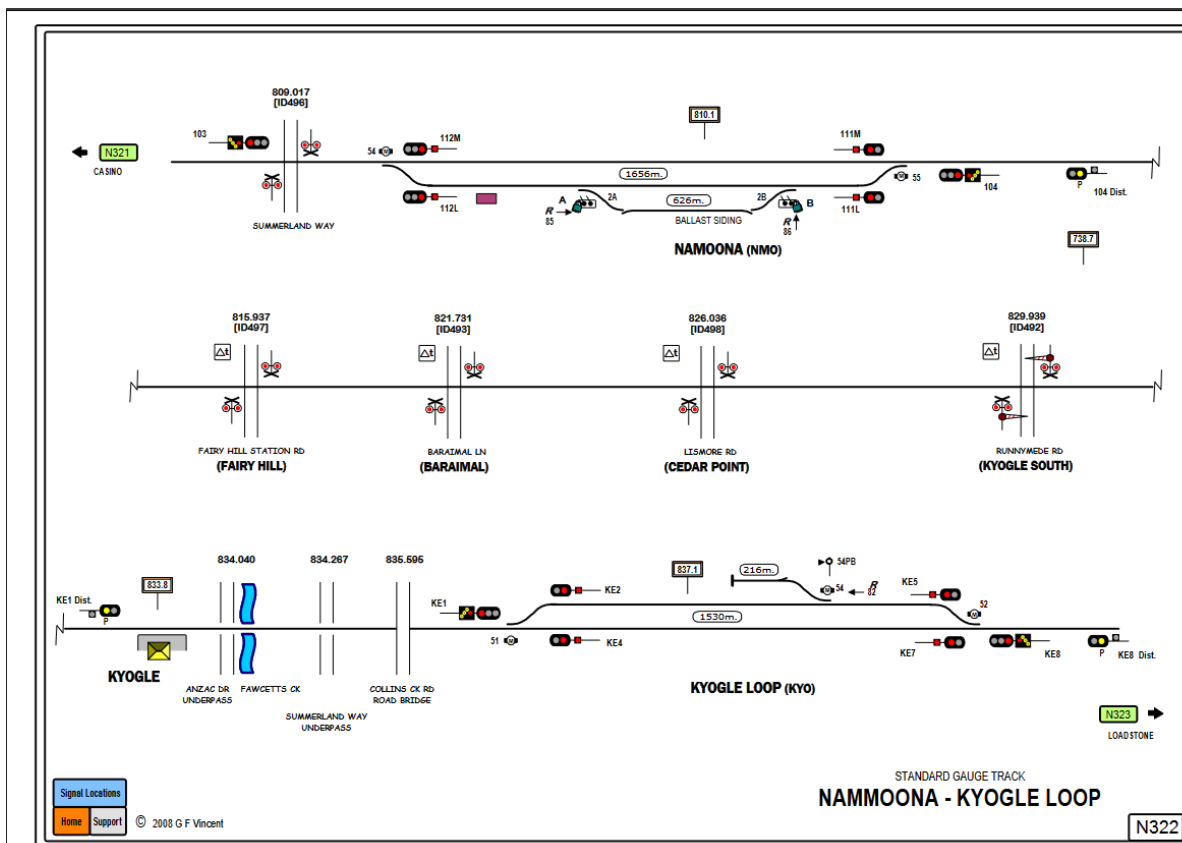 809.017
[ID496]
103
N321
CASINO
SUMMERLAND WAY
54
112M
112L
810.1
1656m.
A
2A
626m.
2B
B
R
85
BALLAST SIDING
R
86
NAMOONA (NMO)
111M
111L
55
104
P
104 Dist.
738.7
815.937
[ID497]
Δt
FAIRY HILL STATION RD
(FAIRY HILL)
821.731
[ID493]
Δt
BARAIMAL LN
(BARAIMAL)
826.036
[ID498]
Δt
LISMORE RD
(CEDAR POINT)
829.939
[ID492]
Δt
RUNNYMEDE RD
(KYOGLE SOUTH)
KE1 Dist.
P
833.8
KYOGLE
834.040
ANZAC DR
UNDERPASS
FAWCETTS CK
834.267
SUMMERLAND WAY
UNDERPASS
835.595
COLLINS CK RD
ROAD BRIDGE
KE1
51
KE2
KE4
837.1
216m.
54PB
54
R
82
1530m.
KE5
52
KE7
KE8
P
KE8 Dist.
KYOGLE LOOP (KYO)
N323
LOADSTONE
Signal Locations
Home
Support
© 2008 G F Vincent
STANDARD GAUGE TRACK
NAMMOONA - KYOGLE LOOP
N322